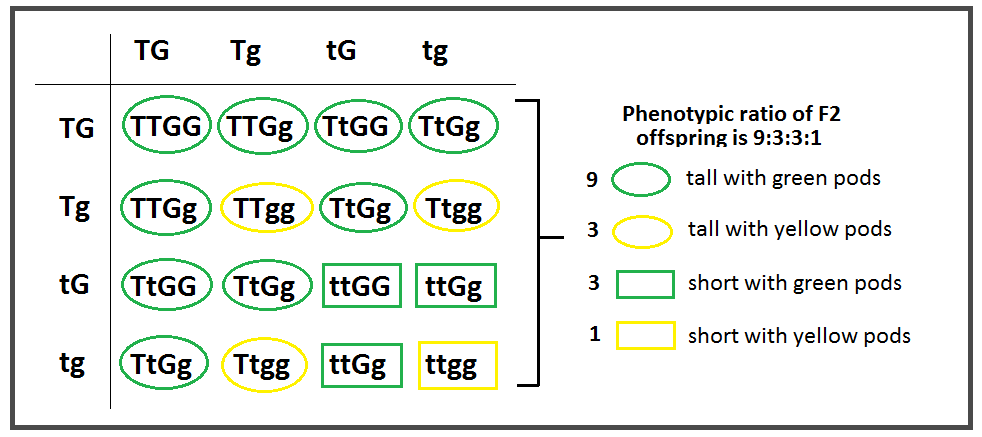 TG Tg tG tg
TG TTGG TTGg TtGG TtGg
Tg TTGg TTgg TtGg Ttgg
tG TtGG TtGg ttGG ttGg
tg TtGg Ttgg ttGg ttgg
Phenotypic ratio of F2
offspring is 9:3:3:1
9 tall with green pods
3 tall with yellow pods
3 short with green pods
1 short with yellow pods